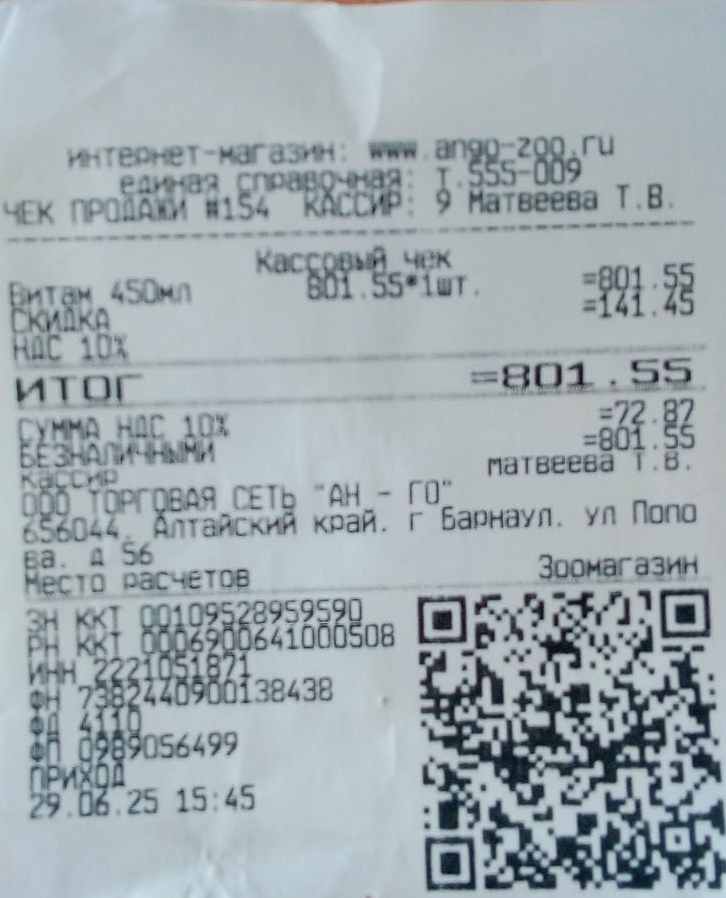 интернет-магазин: www.ango-zoo.ru
единая справочная: т.555-009
ЧЕК ПРОДАЖИ #154 КАССИР: 9 Матвеева Т.В.
Кассовый чек
Витам 450мл 801.55*1шт. =801.55
СКИДКА =141.45
НДС 10%
ИТОГ =801.55
СУММА НДС 10% =72.87
БЕЗНАЛИЧНЫМИ =801.55
кассир матвеева Т.В.
ООО ТОРГОВАЯ СЕТЬ "АН - ГО"
656044. Алтайский край. г Барнаул. ул Попо
ва. д 56
Место расчетов Зоомагазин
ЗН ККТ 00109528959590
РН ККТ 0006900641000508
ИНН 2221051871
ФН 7382440900138438
ФД 4110
ФП 0989056499
ПРИХОД
29.06.25 15:45